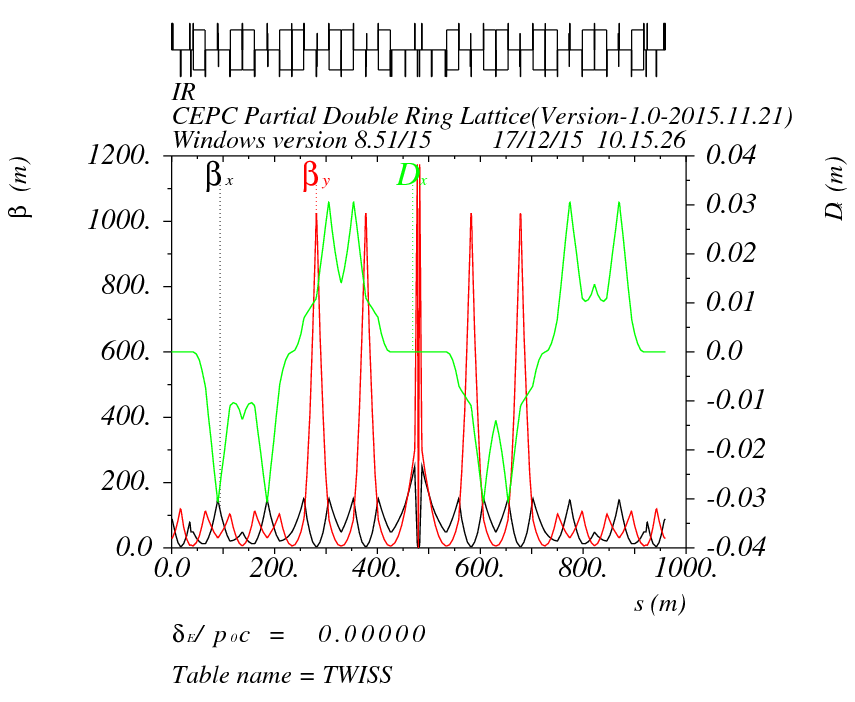 IR
CEPC Partial Double Ring Lattice(Version-1.0-2015.11.21)
Windows version 8.51/15 17/12/15 10.15.26
β (m)
1200.
1000.
800.
600.
400.
200.
0.0
βx
βy
Dx
0.04
0.03
0.02
0.01
0.0
-0.01
-0.02
-0.03
-0.04
Dx (m)
0.0 200. 400. 600. 800. 1000.
s (m)
δE/ p0c = 0.00000
Table name = TWISS